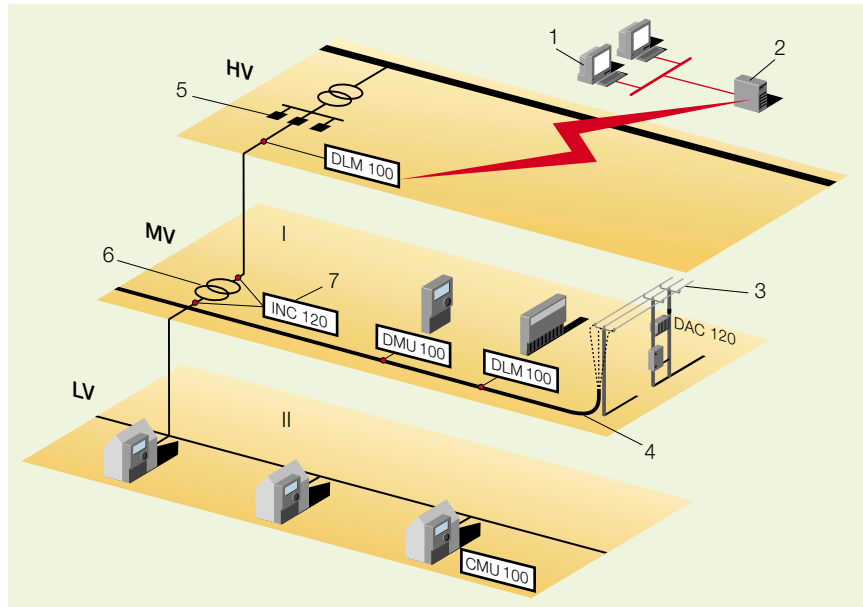 1
2
HV
5
DLM 100
MV
I
6
7
3
INC 120
DAC 120
DMU 100
DLM 100
LV
II
4
CMU 100